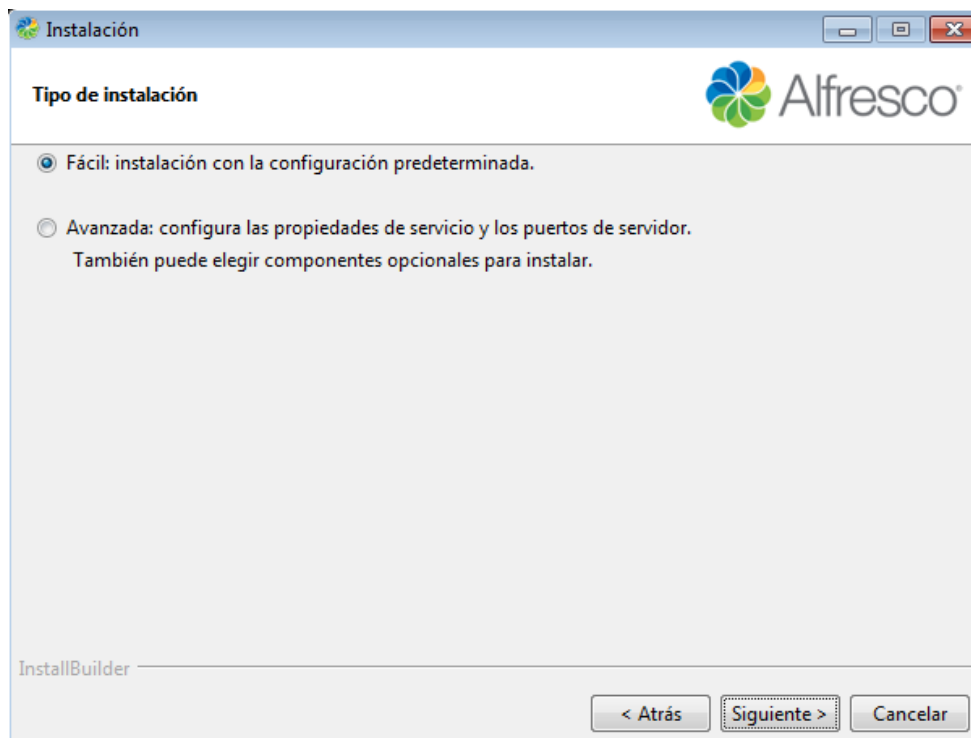 Instalación
Tipo de instalación
Alfresco®
Fácil: instalación con la configuración predeterminada.
Avanzada: configura las propiedades de servicio y los puertos de servidor.
También puede elegir componentes opcionales para instalar.
InstallBuilder
< Atrás
Siguiente >
Cancelar